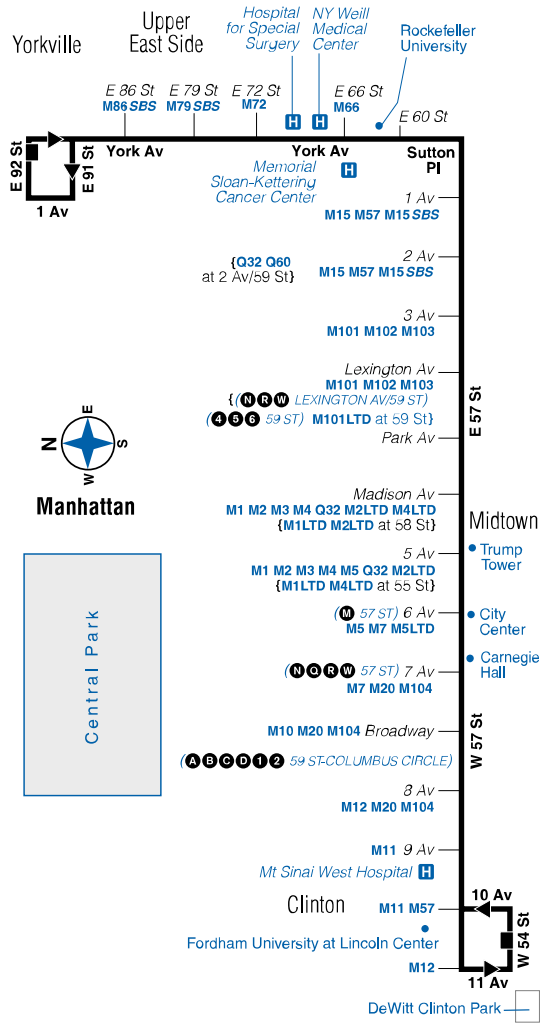 Yorkville
Upper
East Side
Hospital
for Special
Surgery
NY Weill
Medical
Center
Rockefeller
University
E 86 St
M86 SBS
E 79 St
M79 SBS
E 72 St
M72
H
H
E 66 St
M66
E 60 St
E 92 St
E 91 St
1 Av
York Av
York Av
Sutton
Pl
Memorial
Sloan-Kettering
Cancer Center
H
1 Av
M15 M57 M15 SBS
2 Av
M15 M57 M15 SBS
{Q32 Q60
at 2 Av/59 St}
3 Av
M101 M102 M103
Lexington Av
M101 M102 M103
{(N R W LEXINGTON AV/59 ST)
(4 5 6 59 ST) M101LTD at 59 St}
Park Av
E 57 St
N
E
S
W
Manhattan
Madison Av
M1 M2 M3 M4 Q32 M2LTD M4LTD
{M1LTD M2LTD at 58 St}
Midtown
5 Av
M1 M2 M3 M4 M5 Q32 M2LTD
{M1LTD M4LTD at 55 St}
Trump
Tower
(M 57 ST) 6 Av
M5 M7 M5LTD
City
Center
Carnegie
Hall
(N Q R W 57 ST) 7 Av
M7 M20 M104
Central Park
M10 M20 M104 Broadway
W 57 St
(A B C D 1 2 59 ST-COLUMBUS CIRCLE)
8 Av
M12 M20 M104
M11 9 Av
Mt Sinai West Hospital H
Clinton
M11 M57
10 Av
W 54 St
Fordham University at Lincoln Center
M12
11 Av
DeWitt Clinton Park